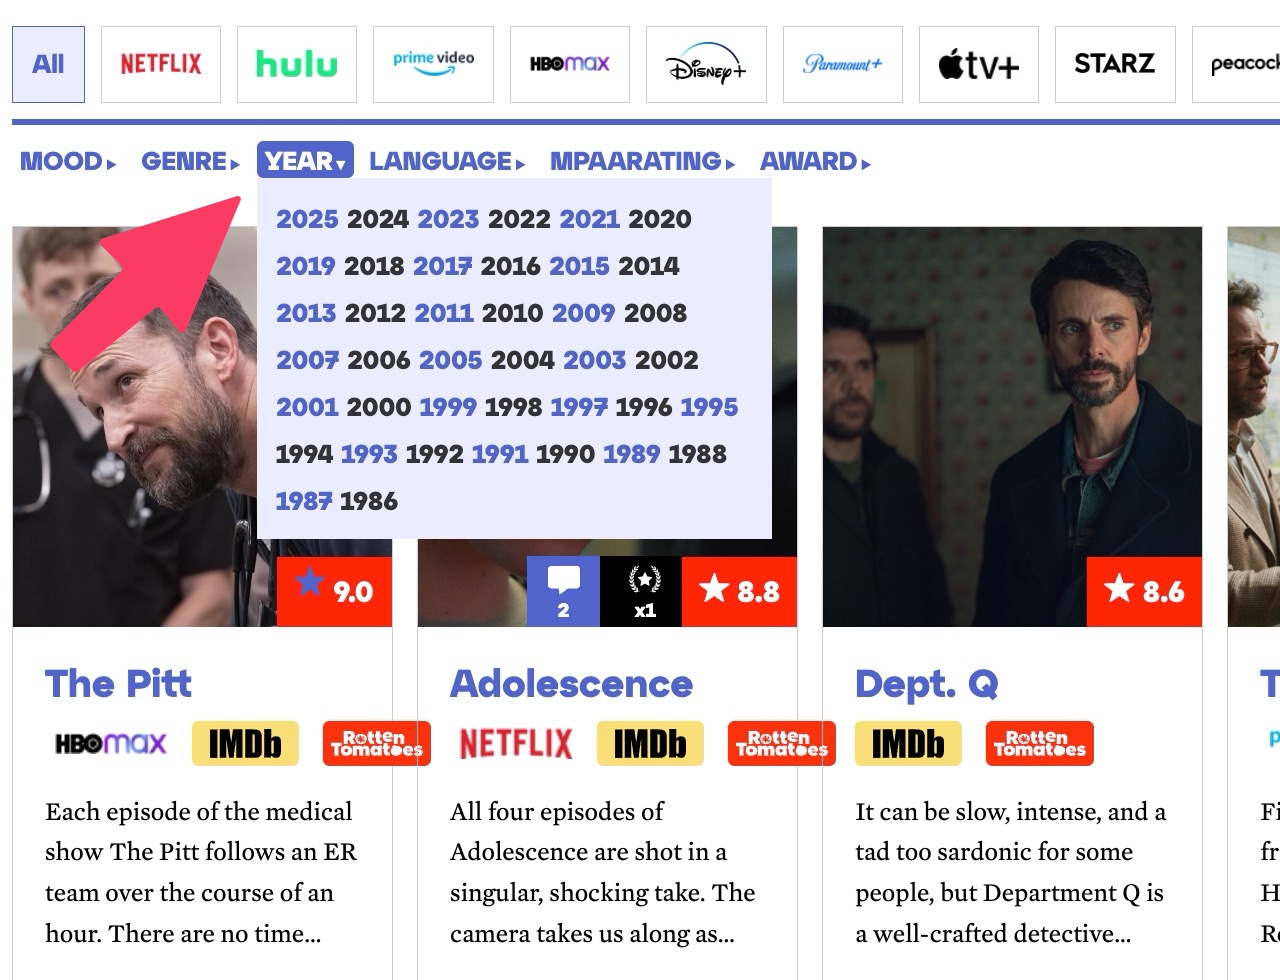 All NETFLIX hulu prime video HBOmax Disney+ Paramount+ tv+ STARZ peacock
MOOD▸ GENRE▸ YEAR▾ LANGUAGE▸ MPAARATING▸ AWARD▸
2025 2024 2023 2022 2021 2020
2019 2018 2017 2016 2015 2014
2013 2012 2011 2010 2009 2008
2007 2006 2005 2004 2003 2002
2001 2000 1999 1998 1997 1996 1995
1994 1993 1992 1991 1990 1989 1988
1987 1986
★ 9.0
2
x1
★ 8.8
★ 8.6
The Pitt
HBOmax IMDb Rotten Tomatoes
Each episode of the medical
show The Pitt follows an ER
team over the course of an
hour. There are no time...
Adolescence
NETFLIX IMDb Rotten Tomatoes
All four episodes of
Adolescence are shot in a
singular, shocking take. The
camera takes us along as...
Dept. Q
IMDb Rotten Tomatoes
It can be slow, intense, and a
tad too sardonic for some
people, but Department Q is
a well-crafted detective...
T
p
Fi
fr
H
R